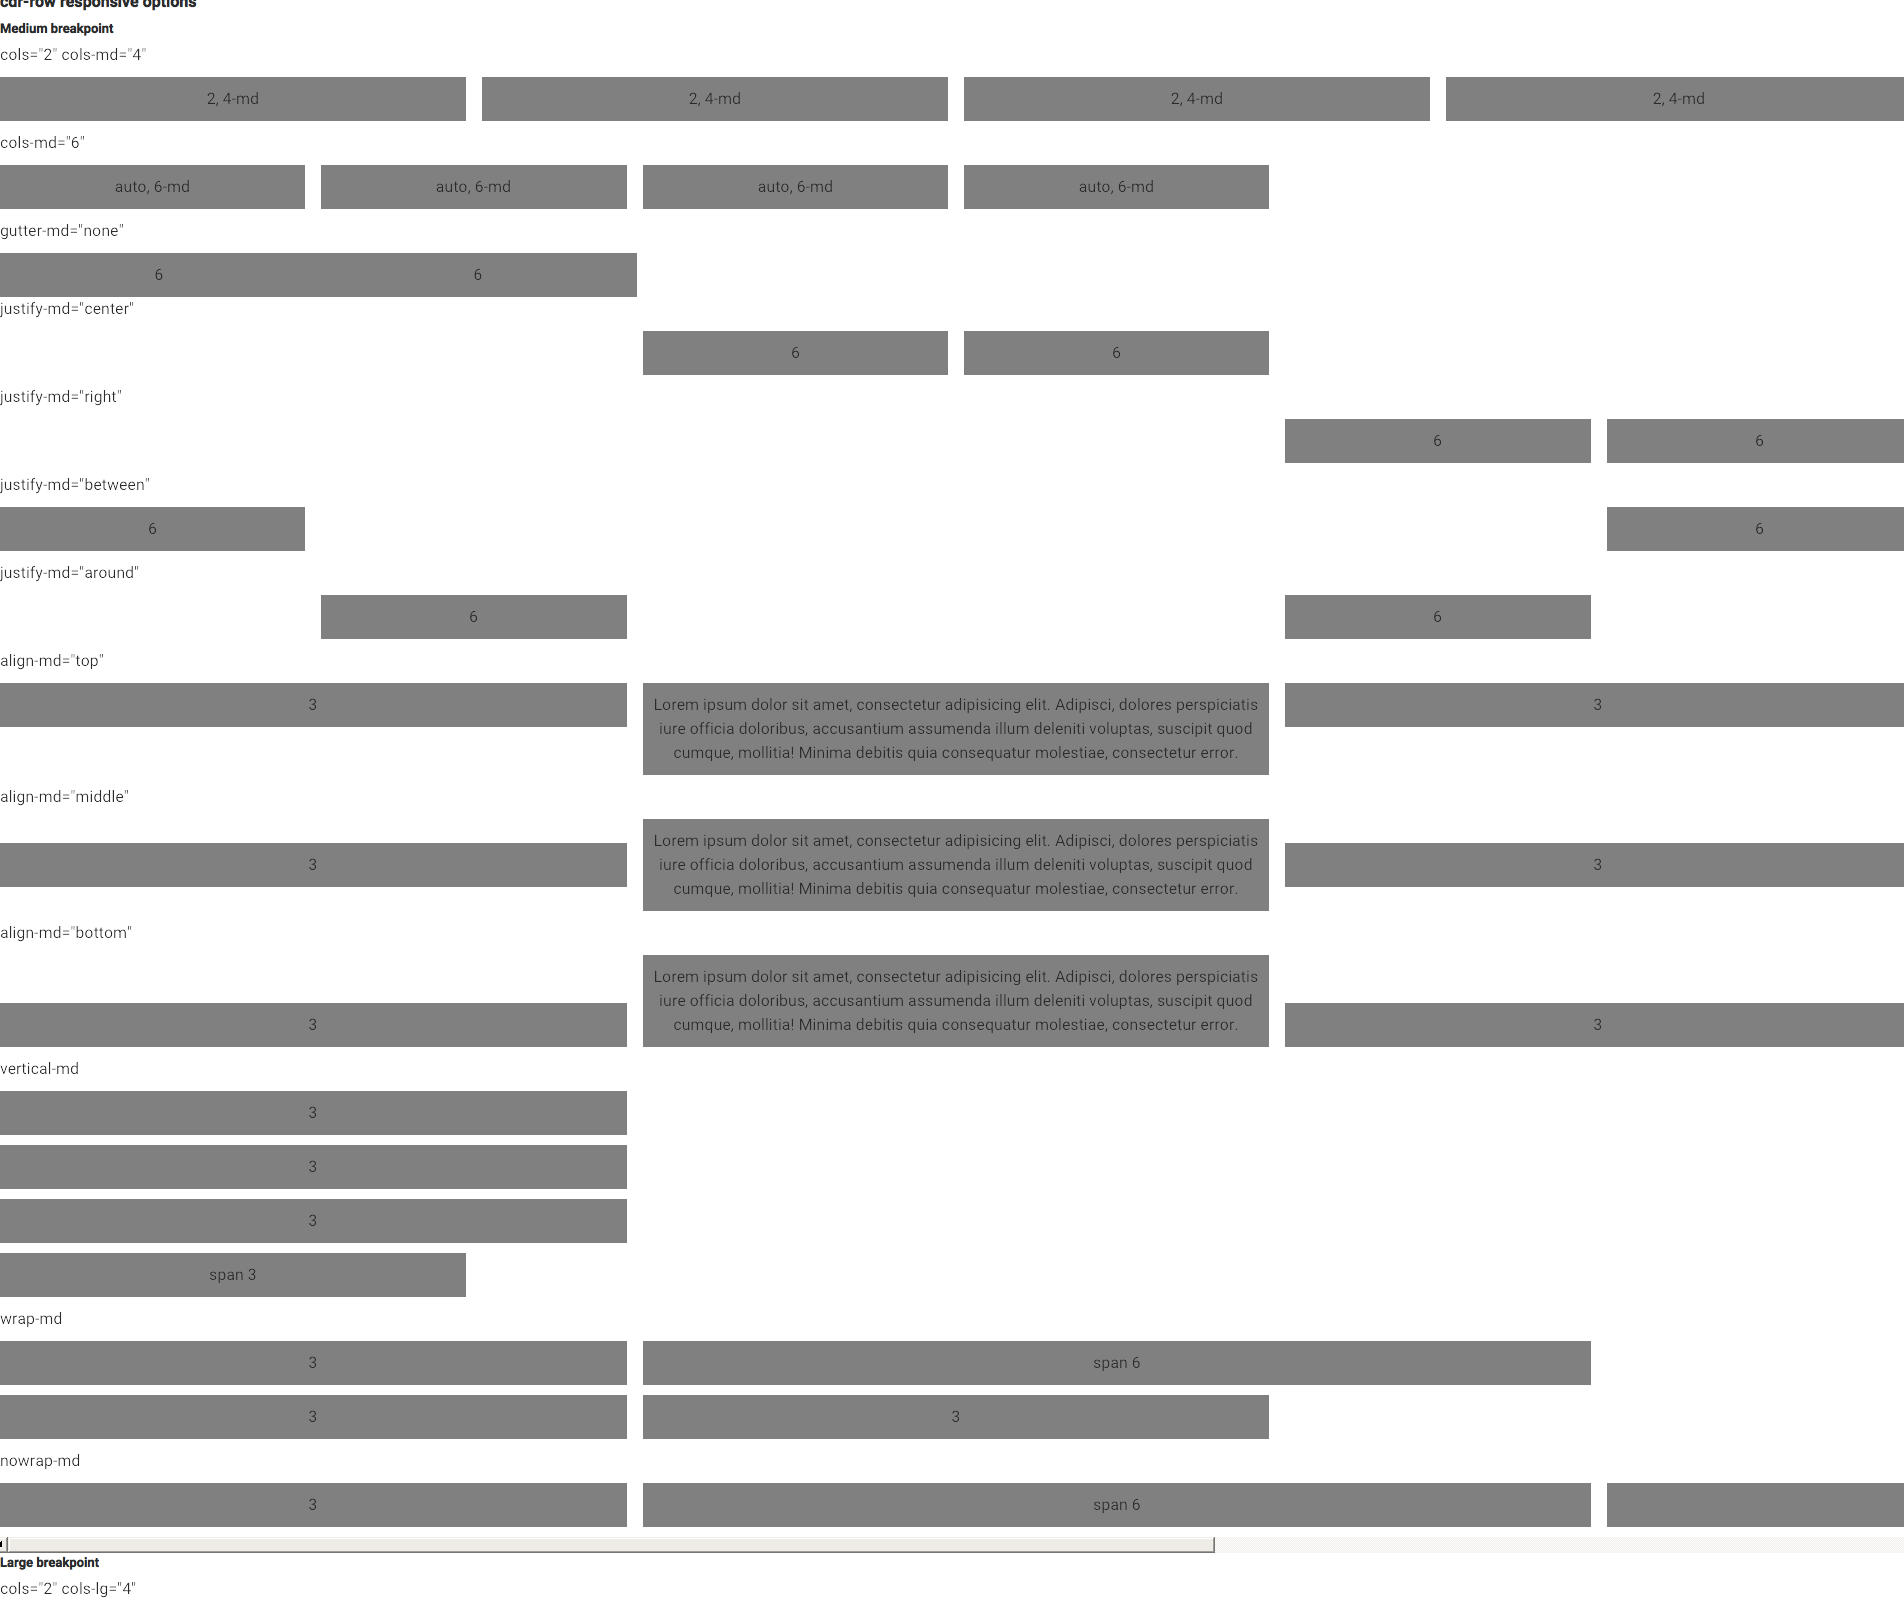 cdr-row responsive options
Medium breakpoint
cols="2" cols-md="4"
2, 4-md 2, 4-md 2, 4-md 2, 4-md
cols-md="6"
auto, 6-md auto, 6-md auto, 6-md auto, 6-md
gutter-md="none"
6 6
justify-md="center"
6 6
justify-md="right"
6 6
justify-md="between"
6 6
justify-md="around"
6 6
align-md="top"
3 Lorem ipsum dolor sit amet, consectetur adipisicing elit. Adipisci, dolores perspiciatis 3
iure officia doloribus, accusantium assumenda illum deleniti voluptas, suscipit quod
cumque, mollitia! Minima debitis quia consequatur molestiae, consectetur error.
align-md="middle"
Lorem ipsum dolor sit amet, consectetur adipisicing elit. Adipisci, dolores perspiciatis
3 iure officia doloribus, accusantium assumenda illum deleniti voluptas, suscipit quod 3
cumque, mollitia! Minima debitis quia consequatur molestiae, consectetur error.
align-md="bottom"
Lorem ipsum dolor sit amet, consectetur adipisicing elit. Adipisci, dolores perspiciatis
iure officia doloribus, accusantium assumenda illum deleniti voluptas, suscipit quod
3 cumque, mollitia! Minima debitis quia consequatur molestiae, consectetur error. 3
vertical-md
3
3
3
span 3
wrap-md
3 span 6
3 3
nowrap-md
3 span 6
Large breakpoint
cols="2" cols-lg="4"